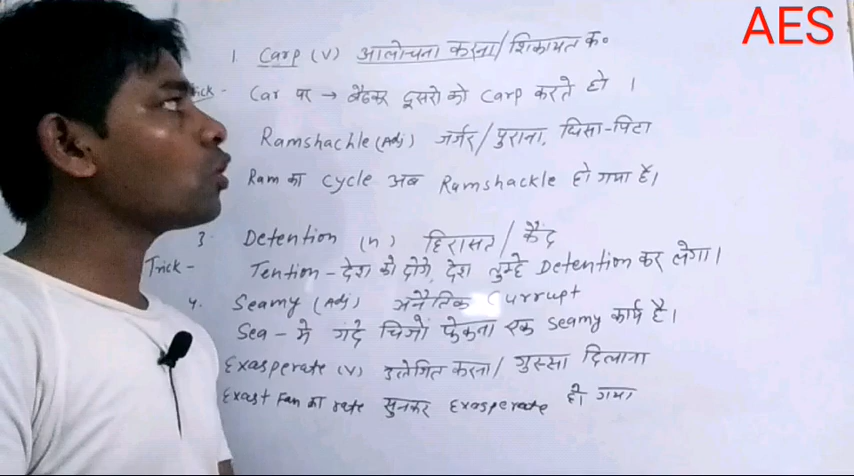 AES
1. Carp (v) आलोचना करना/शिकायत क०
Trick - Car पर → बैठकर दूसरो को Carp करते हो ।
Ramshackle (Adj) जर्जर/पुराना, घिसा-पिटा
Ram का Cycle अब Ramshackle हो गया है।
3. Detention (n) हिरासत/कैद
Trick - Tention - देश को दोगे, देश तुम्हे Detention कर लेगा।
4. Seamy (Adj) अनैतिक Currupt
Sea - मे गंदे चिजो फेकना एक Seamy कार्य है।
Exasperate (v) उत्तेजित करना/ गुस्सा दिलाना
Exast Fan का rate सुनकर Exasperate हो गया